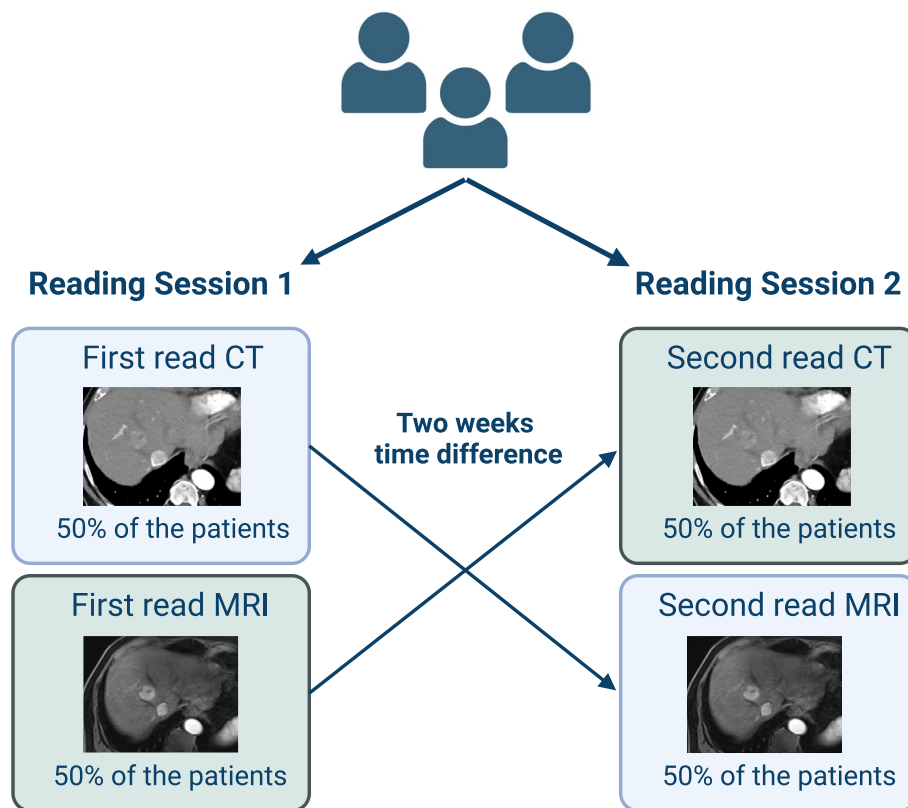 Reading Session 1
Reading Session 2
First read CT
50% of the patients
Second read CT
50% of the patients
Two weeks
time difference
First read MRI
50% of the patients
Second read MRI
50% of the patients